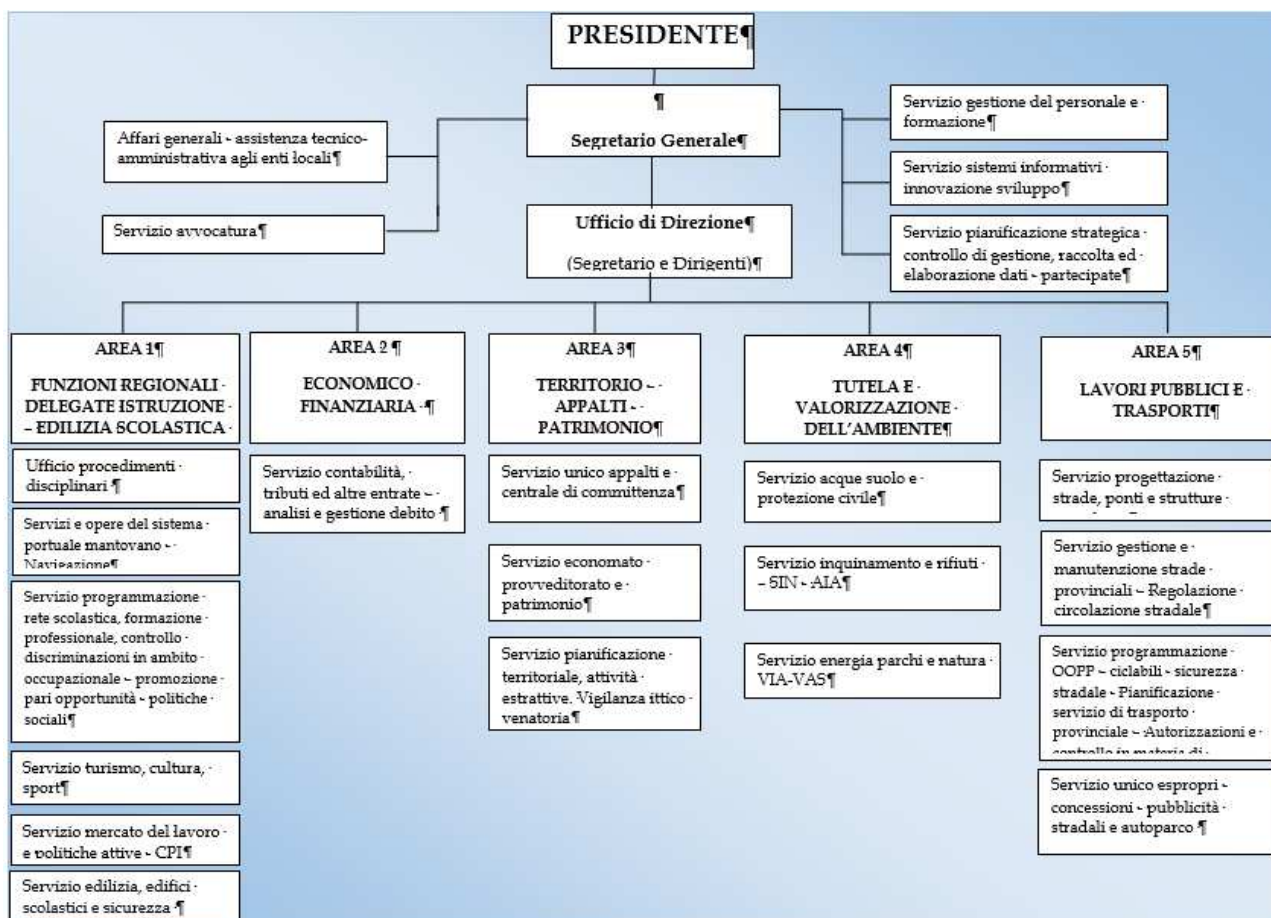 PRESIDENTE¶
¶
Segretario Generale¶
Affari generali - assistenza tecnico-
amministrativa agli enti locali¶
Servizio avvocatura¶
Servizio gestione del personale e·
formazione¶
Servizio sistemi informativi·
innovazione sviluppo¶
Servizio pianificazione strategica·
controllo di gestione, raccolta ed·
elaborazione dati - partecipate¶
Ufficio di Direzione¶
(Segretario e Dirigenti)¶
AREA 1¶
FUNZIONI REGIONALI·
DELEGATE ISTRUZIONE·
– EDILIZIA SCOLASTICA·
Ufficio procedimenti·
disciplinari·¶
Servizi e opere del sistema·
portuale mantovano -·
Navigazione¶
Servizio programmazione·
rete scolastica, formazione·
professionale, controllo·
discriminazioni in ambito·
occupazionale – promozione·
pari opportunità - politiche·
sociali¶
Servizio turismo, cultura,·
sport¶
Servizio mercato del lavoro·
e politiche attive - CPI¶
Servizio edilizia, edifici·
scolastici e sicurezza·¶
AREA 2·¶
ECONOMICO·
FINANZIARIA·¶
Servizio contabilità,
tributi ed altre entrate –·
analisi e gestione debito·¶
AREA 3¶
TERRITORIO -·
APPALTI -·
PATRIMONIO¶
Servizio unico appalti e·
centrale di committenza¶
Servizio economato·
provveditorato e·
patrimonio¶
Servizio pianificazione·
territoriale, attività·
estrattive. Vigilanza ittico·
venatoria¶
AREA 4¶
TUTELA E·
VALORIZZAZIONE·
DELL'AMBIENTE¶
Servizio acque suolo e·
protezione civile¶
Servizio inquinamento e rifiuti·
– SIN - AIA¶
Servizio energia parchi e natura·
VIA-VAS¶
AREA 5¶
LAVORI PUBBLICI E·
TRASPORTI¶
Servizio progettazione·
strade, ponti e strutture·
Servizio gestione e·
manutenzione strade·
provinciali – Regolazione·
circolazione stradale¶
Servizio programmazione·
OOPP – ciclabili - sicurezza·
stradale - Pianificazione·
servizio di trasporto·
provinciale – Autorizzazioni e·
controllo in materia di·
Servizio unico espropri -·
concessioni - pubblicità·
stradali e autoparco·¶